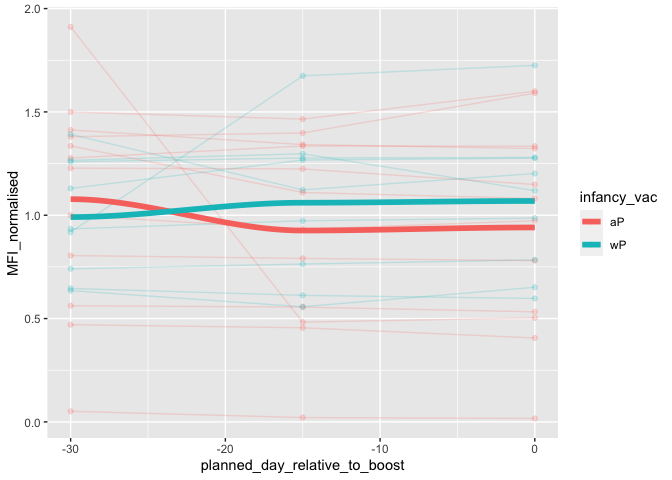 2.0
1.5
1.0
0.5
0.0
MFI_normalised
-30
-20
-10
0
planned_day_relative_to_boost
infancy_vac
aP
wP